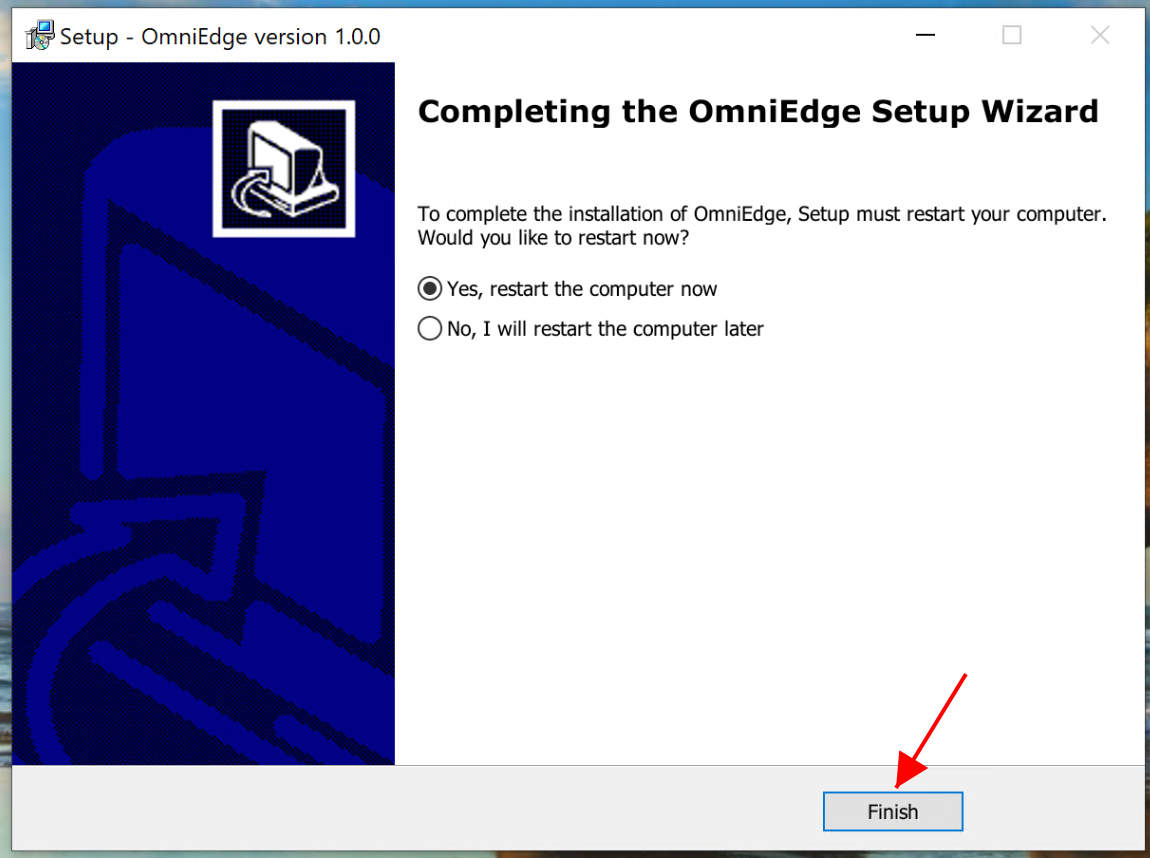 Setup - OmniEdge version 1.0.0
Completing the OmniEdge Setup Wizard
To complete the installation of OmniEdge, Setup must restart your computer.
Would you like to restart now?
Yes, restart the computer now
No, I will restart the computer later
Finish